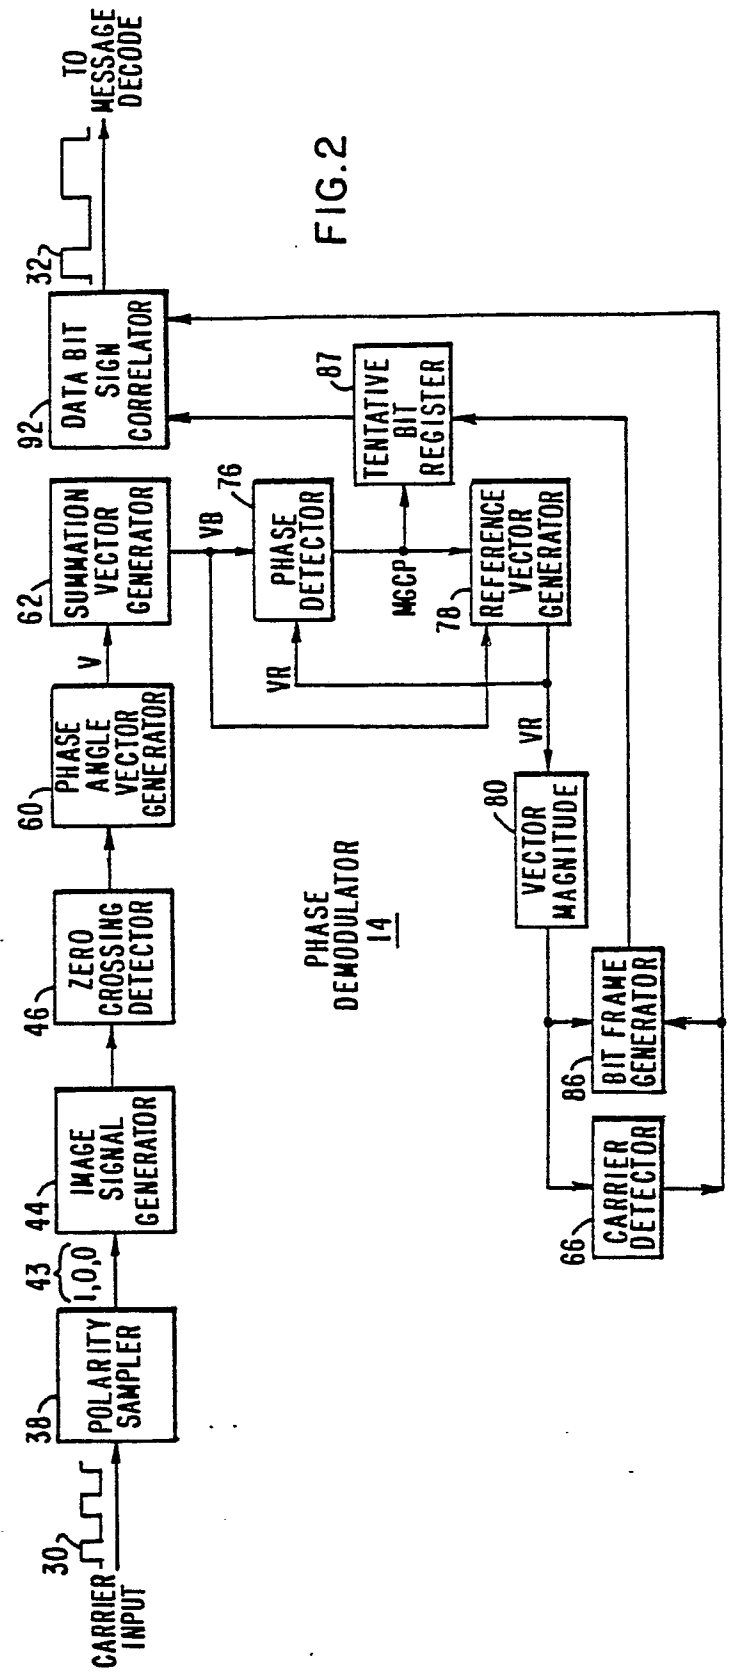 CARRIER
INPUT
30
38
POLARITY
SAMPLER
43
1,0,0
44
IMAGE
SIGNAL
GENERATOR
46
ZERO
CROSSING
DETECTOR
60
PHASE
ANGLE
VECTOR
GENERATOR
V
62
SUMMATION
VECTOR
GENERATOR
92
DATA BIT
SIGN
CORRELATOR
32
TO
MESSAGE
DECODE
VB
76
PHASE
DETECTOR
VR
MGCP
87
TENTATIVE
BIT
REGISTER
78
REFERENCE
VECTOR
GENERATOR
VR
80
VECTOR
MAGNITUDE
86
BIT FRAME
GENERATOR
66
CARRIER
DETECTOR
PHASE
DEMODULATOR
14
FIG.2